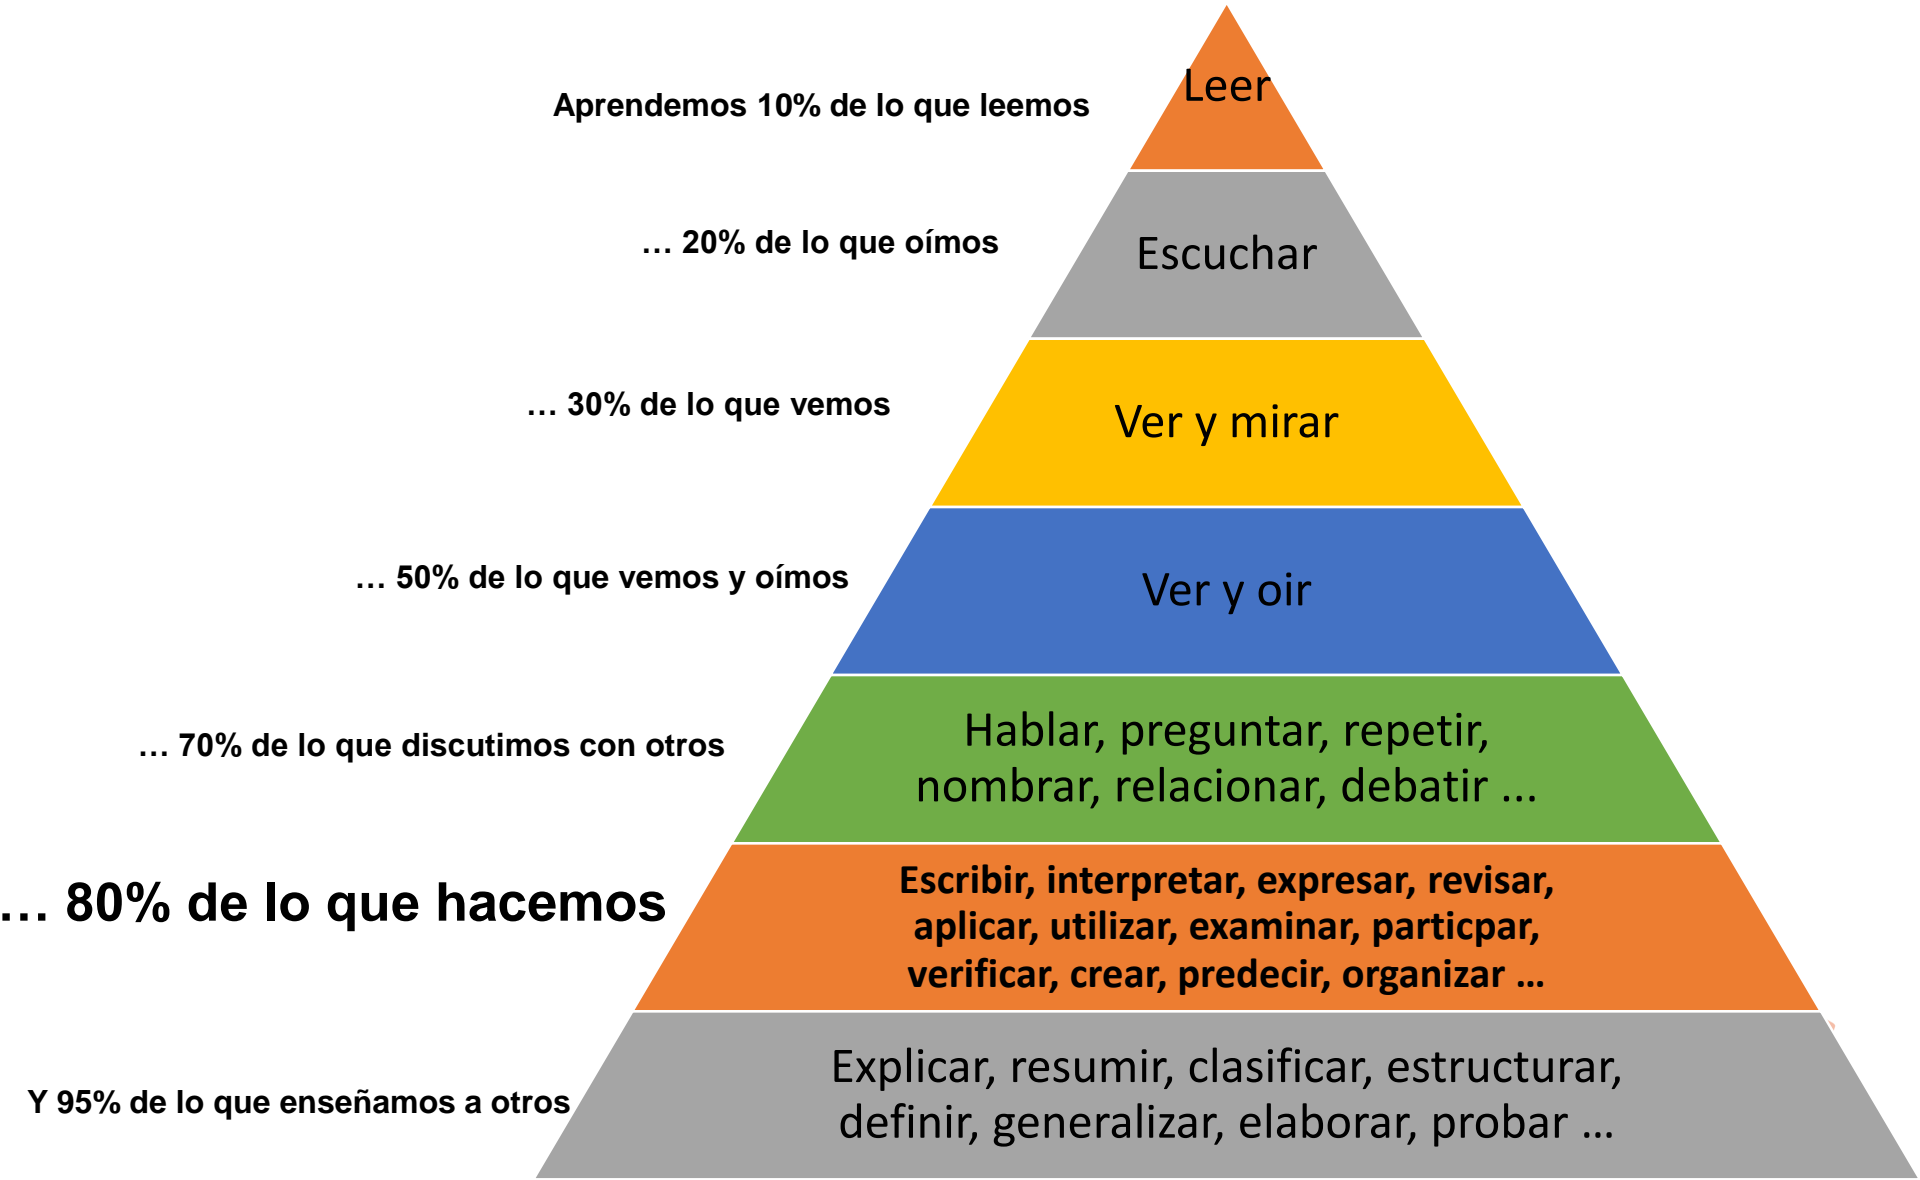 Leer
Aprendemos 10% de lo que leemos
... 20% de lo que oímos
Escuchar
... 30% de lo que vemos
Ver y mirar
... 50% de lo que vemos y oímos
Ver y oir
... 70% de lo que discutimos con otros
Hablar, preguntar, repetir,
nombrar, relacionar, debatir ...
... 80% de lo que hacemos
Escribir, interpretar, expresar, revisar,
aplicar, utilizar, examinar, particpar,
verificar, crear, predecir, organizar ...
Y 95% de lo que enseñamos a otros
Explicar, resumir, clasificar, estructurar,
definir, generalizar, elaborar, probar ...